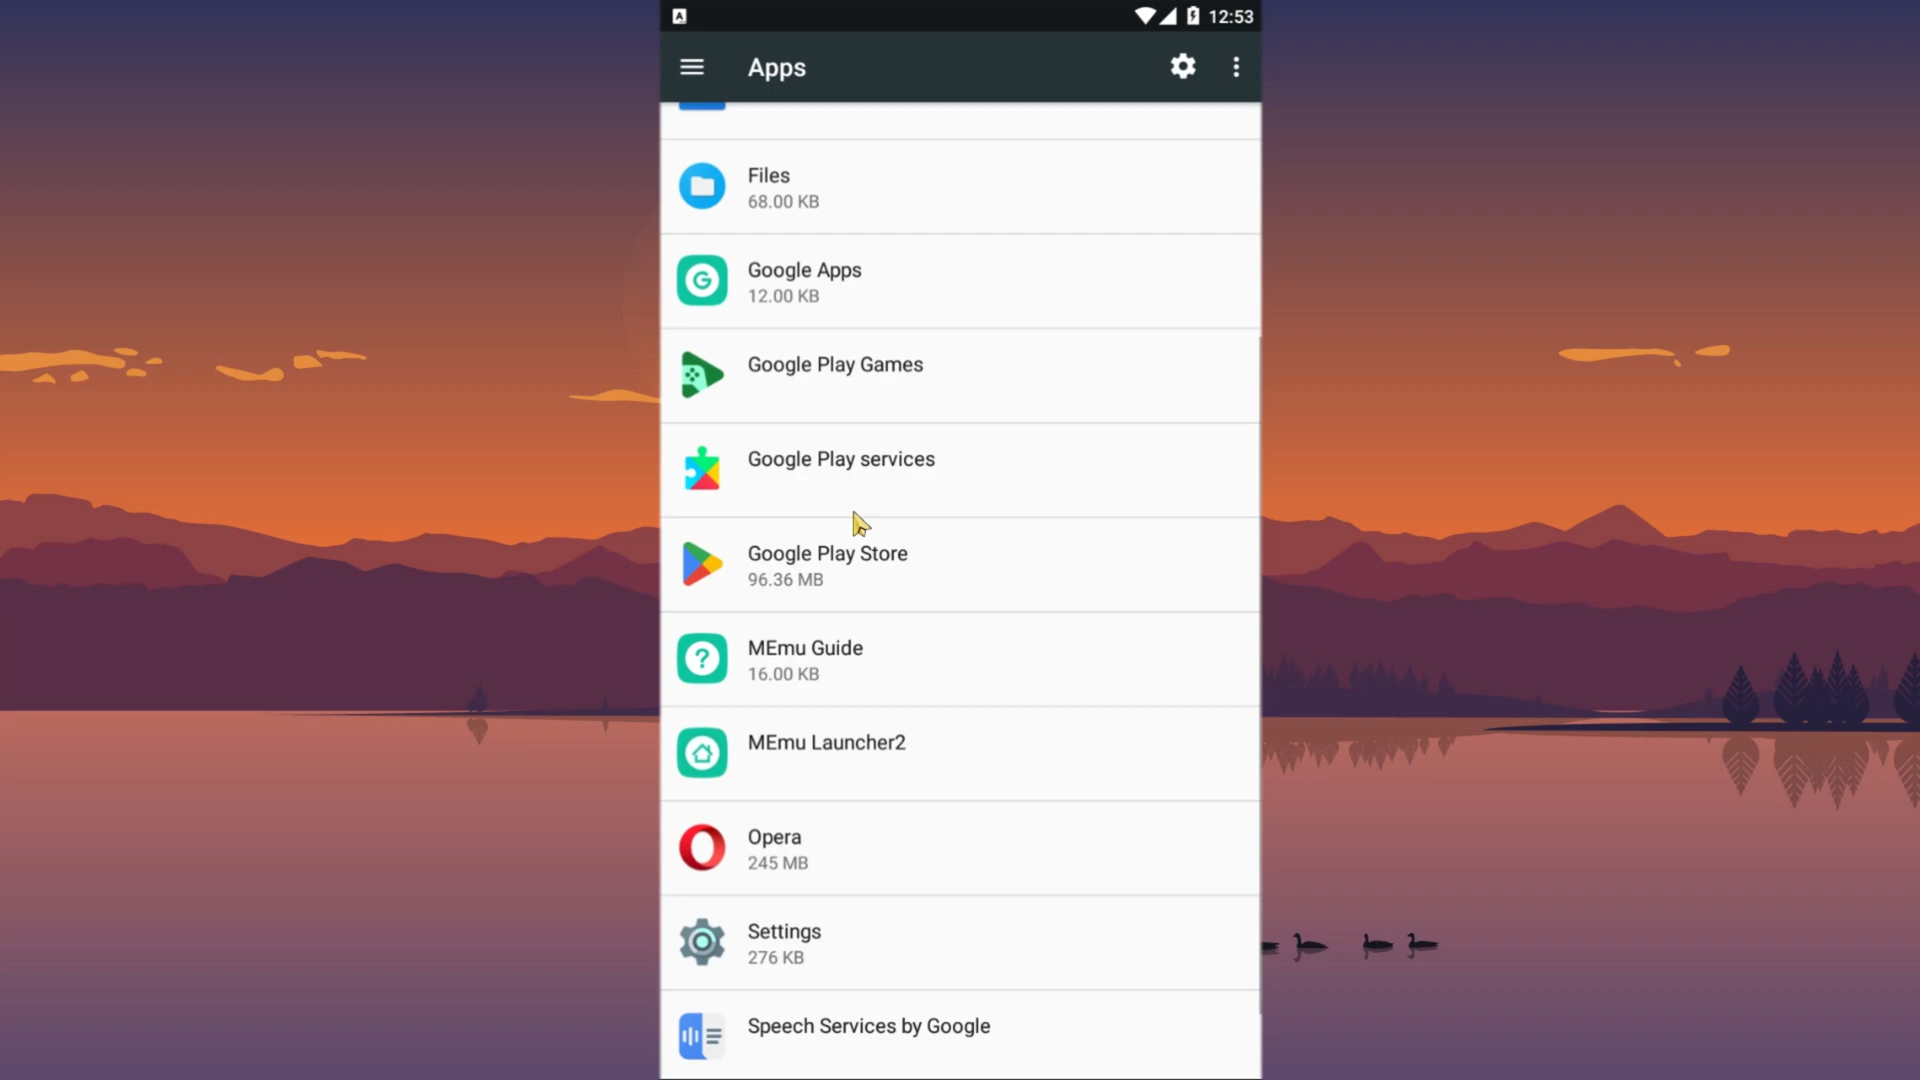 12:53
Apps
Files
68.00 KB
Google Apps
12.00 KB
Google Play Games
Google Play services
Google Play Store
96.36 MB
MEmu Guide
16.00 KB
MEmu Launcher2
Opera
245 MB
Settings
276 KB
Speech Services by Google